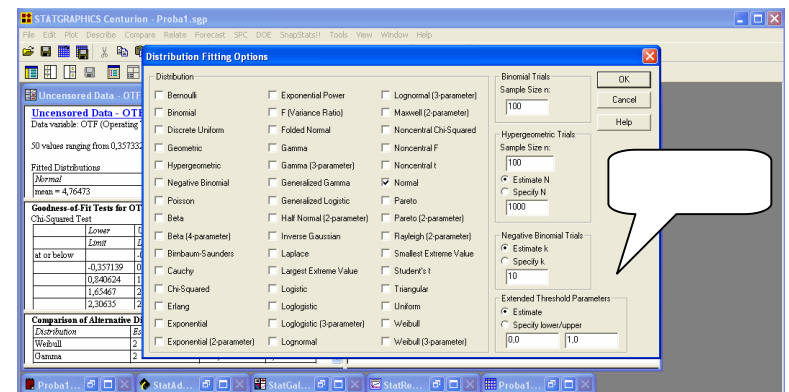 STATGRAPHICS Centurion - Proba1.sgp
File Edit Plot Describe Compare Relate Forecast SPC DOE SnapStats!! Tools View Window Help
Uncensored Data - OTF
Uncensored Data - OTF
Data variable: OTF (Operating
50 values ranging from 0,357332
Fitted Distributions
Normal
mean = 4,76473
Goodness-of-Fit Tests for OT
Chi-Squared Test
Lower
Limit
at or below
-0,357139
0,840624
1,65467
2,30635
Comparison of Alternative Di
Distribution
Weibull 2
Gamma 2
Distribution Fitting Options
Distribution
Bernoulli
Binomial
Discrete Uniform
Geometric
Hypergeometric
Negative Binomial
Poisson
Beta
Beta (4-parameter)
Birnbaum-Saunders
Cauchy
Chi-Squared
Erlang
Exponential
Exponential (2-parameter)
Exponential Power
F (Variance Ratio)
Folded Normal
Gamma
Gamma (3-parameter)
Generalized Gamma
Generalized Logistic
Half Normal (2-parameter)
Inverse Gaussian
Laplace
Largest Extreme Value
Logistic
Loglogistic
Loglogistic (3-parameter)
Lognormal
Lognormal (3-parameter)
Maxwell (2-parameter)
Noncentral Chi-Squared
Noncentral F
Noncentral t
Normal
Pareto
Pareto (2-parameter)
Rayleigh (2-parameter)
Smallest Extreme Value
Student's t
Triangular
Uniform
Weibull
Weibull (3-parameter)
Binomial Trials
Sample Size n:
100
Hypergeometric Trials
Sample Size n:
100
Estimate N
Specify N
1000
Negative Binomial Trials
Estimate k
Specify k
10
Extended Threshold Parameters
Estimate
Specify lower/upper
0,0 1,0
OK
Cancel
Help
Proba1... StatAd... StatGal... StatRe... Proba1...